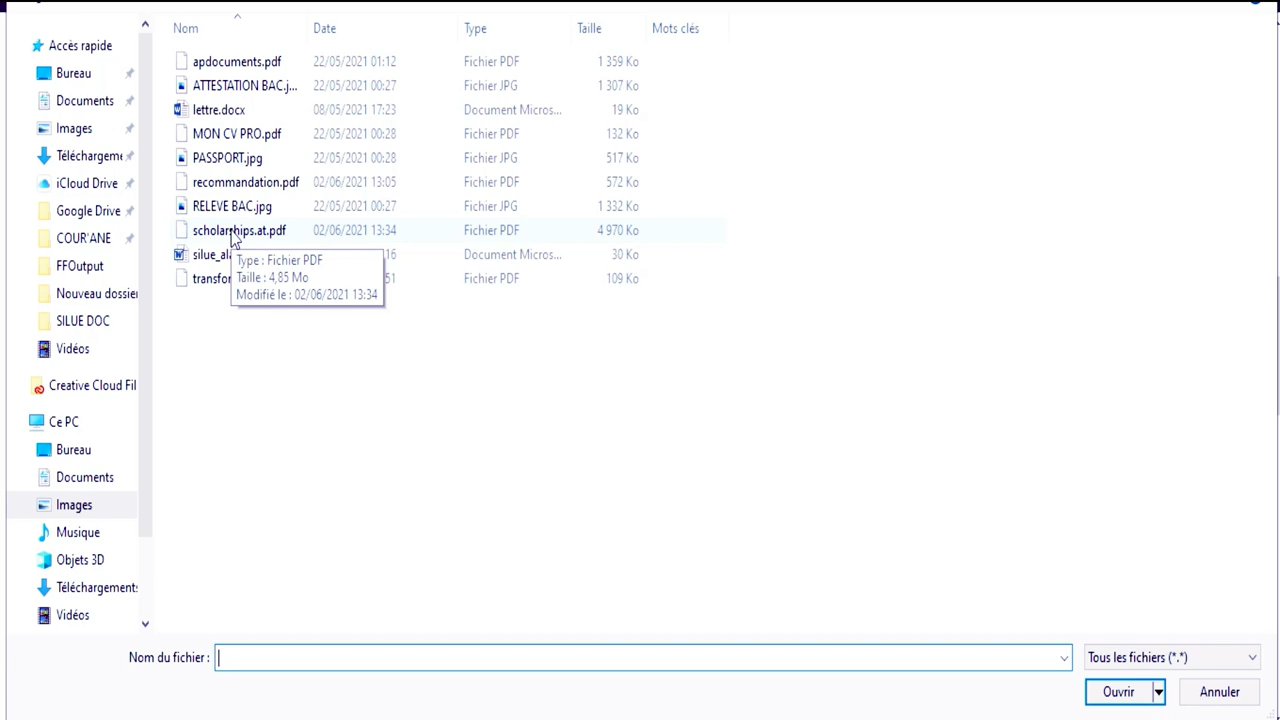 Nom Date Type Taille Mots clés
Accès rapide
Bureau
Documents
Images
Téléchargeme
iCloud Drive
Google Drive
COUR'ANE
FFOutput
Nouveau dossie
SILUE DOC
Vidéos
Creative Cloud Fil
Ce PC
Bureau
Documents
Images
Musique
Objets 3D
Téléchargements
Vidéos
apdocuments.pdf 22/05/2021 01:12 Fichier PDF 1 359 Ko
ATTESTATION BAC.j... 22/05/2021 00:27 Fichier JPG 1 307 Ko
lettre.docx 08/05/2021 17:23 Document Micros... 19 Ko
MON CV PRO.pdf 22/05/2021 00:28 Fichier PDF 132 Ko
PASSPORT.jpg 22/05/2021 00:28 Fichier JPG 517 Ko
recommandation.pdf 02/06/2021 13:05 Fichier PDF 572 Ko
RELEVE BAC.jpg 22/05/2021 00:27 Fichier JPG 1 332 Ko
scholarships.at.pdf 02/06/2021 13:34 Fichier PDF 4 970 Ko
silue_ala 16 Document Micros... 30 Ko
transfor 51 Fichier PDF 109 Ko
Type : Fichier PDF
Taille : 4,85 Mo
Modifié le : 02/06/2021 13:34
Nom du fichier : Tous les fichiers (*.*)
Ouvrir Annuler